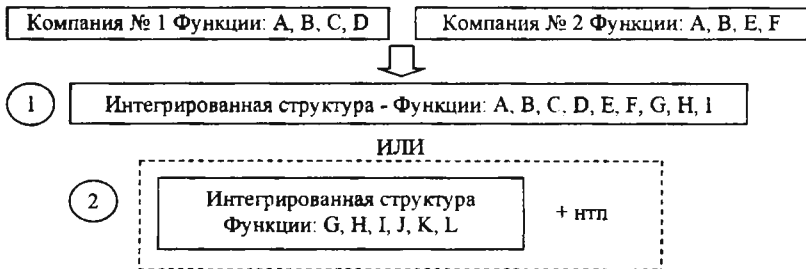 Компания № 1 Функции: A, B, C, D
Компания № 2 Функции: A, B, E, F
1
Интегрированная структура - Функции: A, B, C, D, E, F, G, H, I
ИЛИ
2
Интегрированная структура
Функции: G, H, I, J, K, L
+ нтп